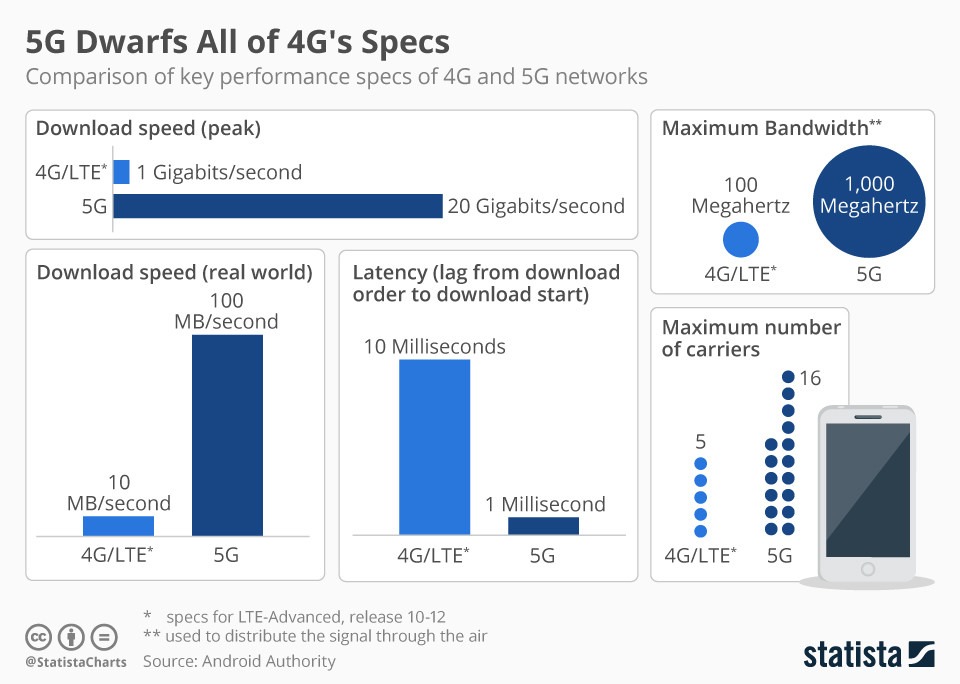 5G Dwarfs All of 4G's Specs
Comparison of key performance specs of 4G and 5G networks
Download speed (peak)
4G/LTE* 1 Gigabits/second
5G 20 Gigabits/second
Maximum Bandwidth**
100
Megahertz
4G/LTE*
1,000
Megahertz
5G
Download speed (real world)
10
MB/second
4G/LTE*
100
MB/second
5G
Latency (lag from download
order to download start)
10 Milliseconds
4G/LTE*
1 Millisecond
5G
Maximum number
of carriers
5
4G/LTE*
16
5G
* specs for LTE-Advanced, release 10-12
** used to distribute the signal through the air
Source: Android Authority
cc
@StatistaCharts
statista